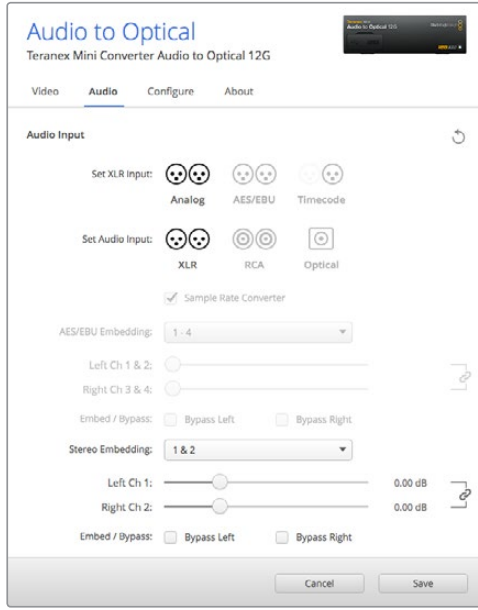 Audio to Optical
Teranex Mini Converter Audio to Optical 12G
Video Audio Configure About
Audio Input
Set XLR Input:
Analog AES/EBU Timecode
Set Audio Input:
XLR RCA Optical
Sample Rate Converter
AES/EBU Embedding: 1 - 4
Left Ch 1 & 2:
Right Ch 3 & 4:
Embed / Bypass: Bypass Left Bypass Right
Stereo Embedding: 1 & 2
Left Ch 1: 0.00 dB
Right Ch 2: 0.00 dB
Embed / Bypass: Bypass Left Bypass Right
Cancel Save